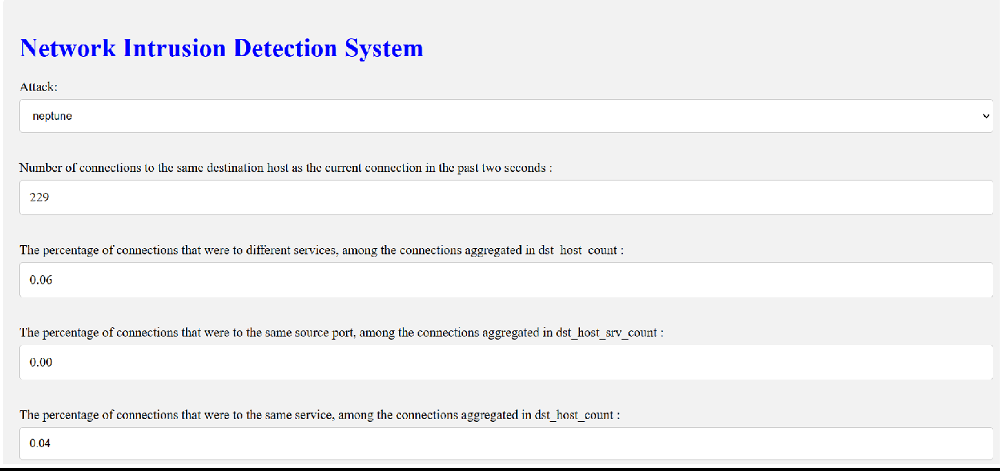 Network Intrusion Detection System
Attack:
neptune
Number of connections to the same destination host as the current connection in the past two seconds :
229
The percentage of connections that were to different services, among the connections aggregated in dst_host_count :
0.06
The percentage of connections that were to the same source port, among the connections aggregated in dst_host_srv_count :
0.00
The percentage of connections that were to the same service, among the connections aggregated in dst_host_count :
0.04